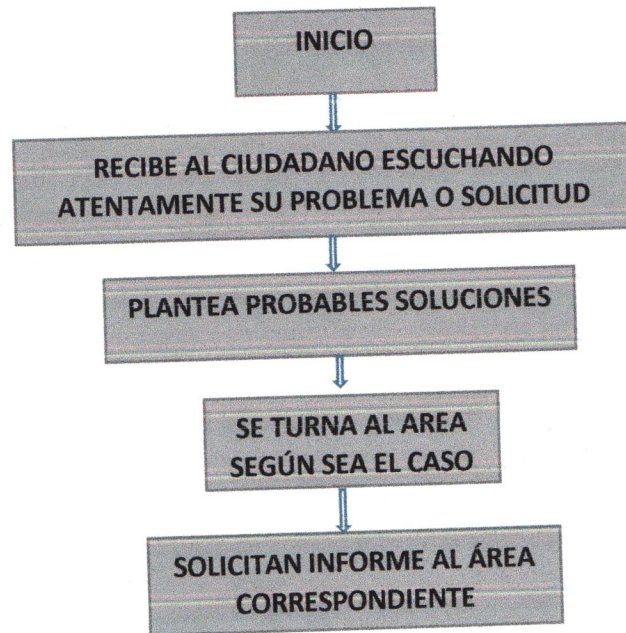 INICIO
RECIBE AL CIUDADANO ESCUCHANDO
ATENTAMENTE SU PROBLEMA O SOLICITUD
PLANTEA PROBABLES SOLUCIONES
SE TURNA AL AREA
SEGÚN SEA EL CASO
SOLICITAN INFORME AL ÁREA
CORRESPONDIENTE